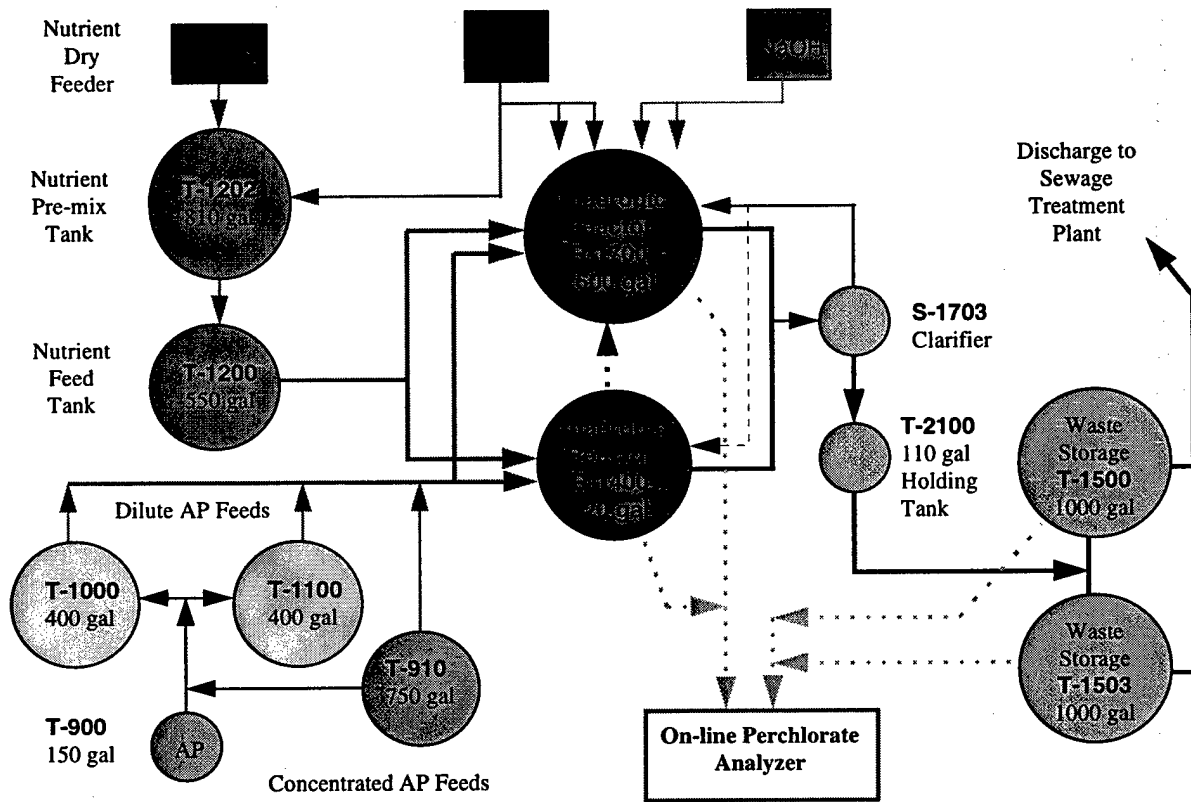 Nutrient
Dry
Feeder
Nutrient
Pre-mix
Tank
T-1202
810 gal
Nutrient
Feed
Tank
T-1200
550 gal
600 gal
Dilute AP Feeds
T-1000
400 gal
T-1100
400 gal
T-910
750 gal
T-900
150 gal
AP
Concentrated AP Feeds
S-1703
Clarifier
T-2100
110 gal
Holding
Tank
Discharge to
Sewage
Treatment
Plant
Waste
Storage
T-1500
1000 gal
Waste
Storage
T-1503
1000 gal
On-line Perchlorate
Analyzer